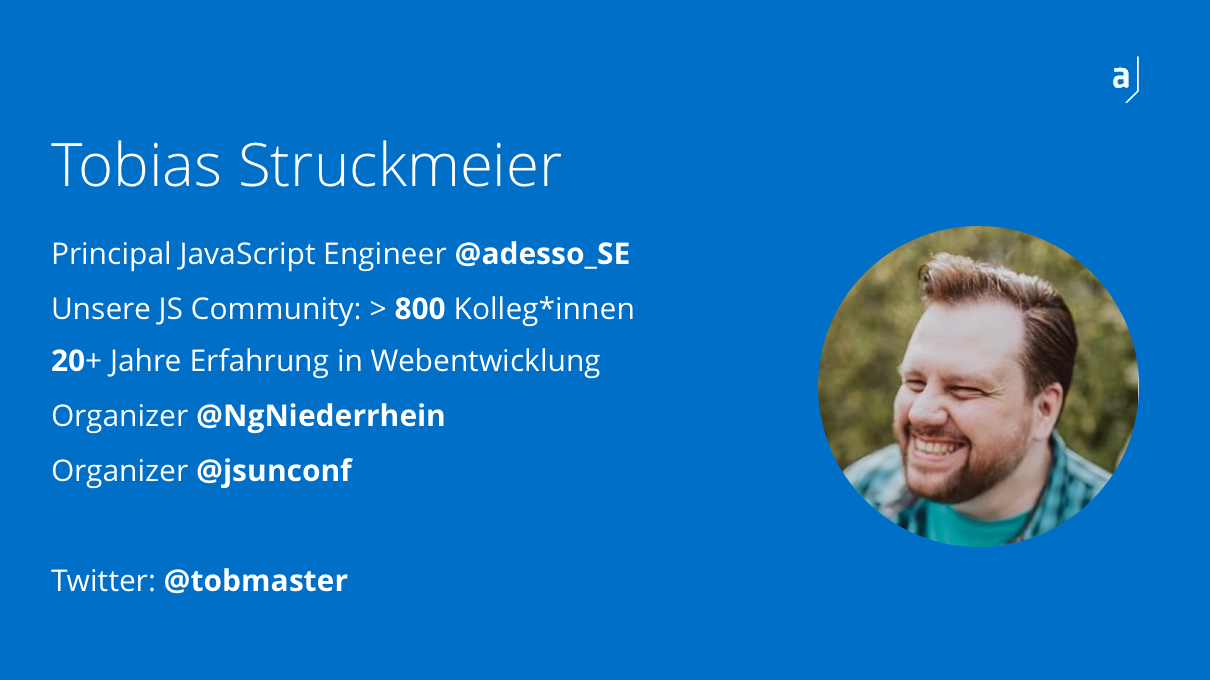 a
Tobias Struckmeier
Principal JavaScript Engineer @adesso_SE
Unsere JS Community: > 800 Kolleg*innen
20+ Jahre Erfahrung in Webentwicklung
Organizer @NgNiederrhein
Organizer @jsunconf
Twitter: @tobmaster